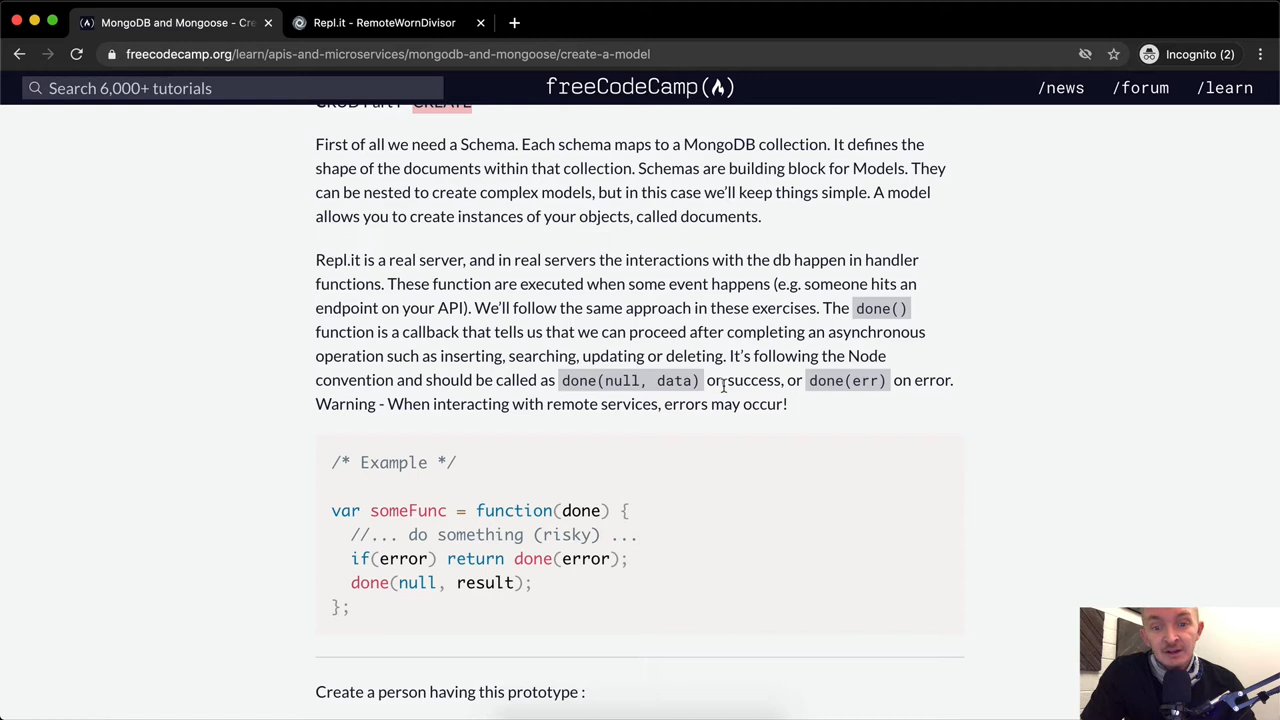 MongoDB and Mongoose - Cre
Repl.it - RemoteWornDivisor
freecodecamp.org/learn/apis-and-microservices/mongodb-and-mongoose/create-a-model
Incognito (2)
Search 6,000+ tutorials
freeCodeCamp
/news
/forum
/learn
CREATE
First of all we need a Schema. Each schema maps to a MongoDB collection. It defines the
shape of the documents within that collection. Schemas are building block for Models. They
can be nested to create complex models, but in this case we’ll keep things simple. A model
allows you to create instances of your objects, called documents.
Repl.it is a real server, and in real servers the interactions with the db happen in handler
functions. These function are executed when some event happens (e.g. someone hits an
endpoint on your API). We’ll follow the same approach in these exercises. The done()
function is a callback that tells us that we can proceed after completing an asynchronous
operation such as inserting, searching, updating or deleting. It’s following the Node
convention and should be called as done(null, data) on success, or done(err) on error.
Warning - When interacting with remote services, errors may occur!
/* Example */
var someFunc = function(done) {
//... do something (risky) ...
if(error) return done(error);
done(null, result);
};
Create a person having this prototype :